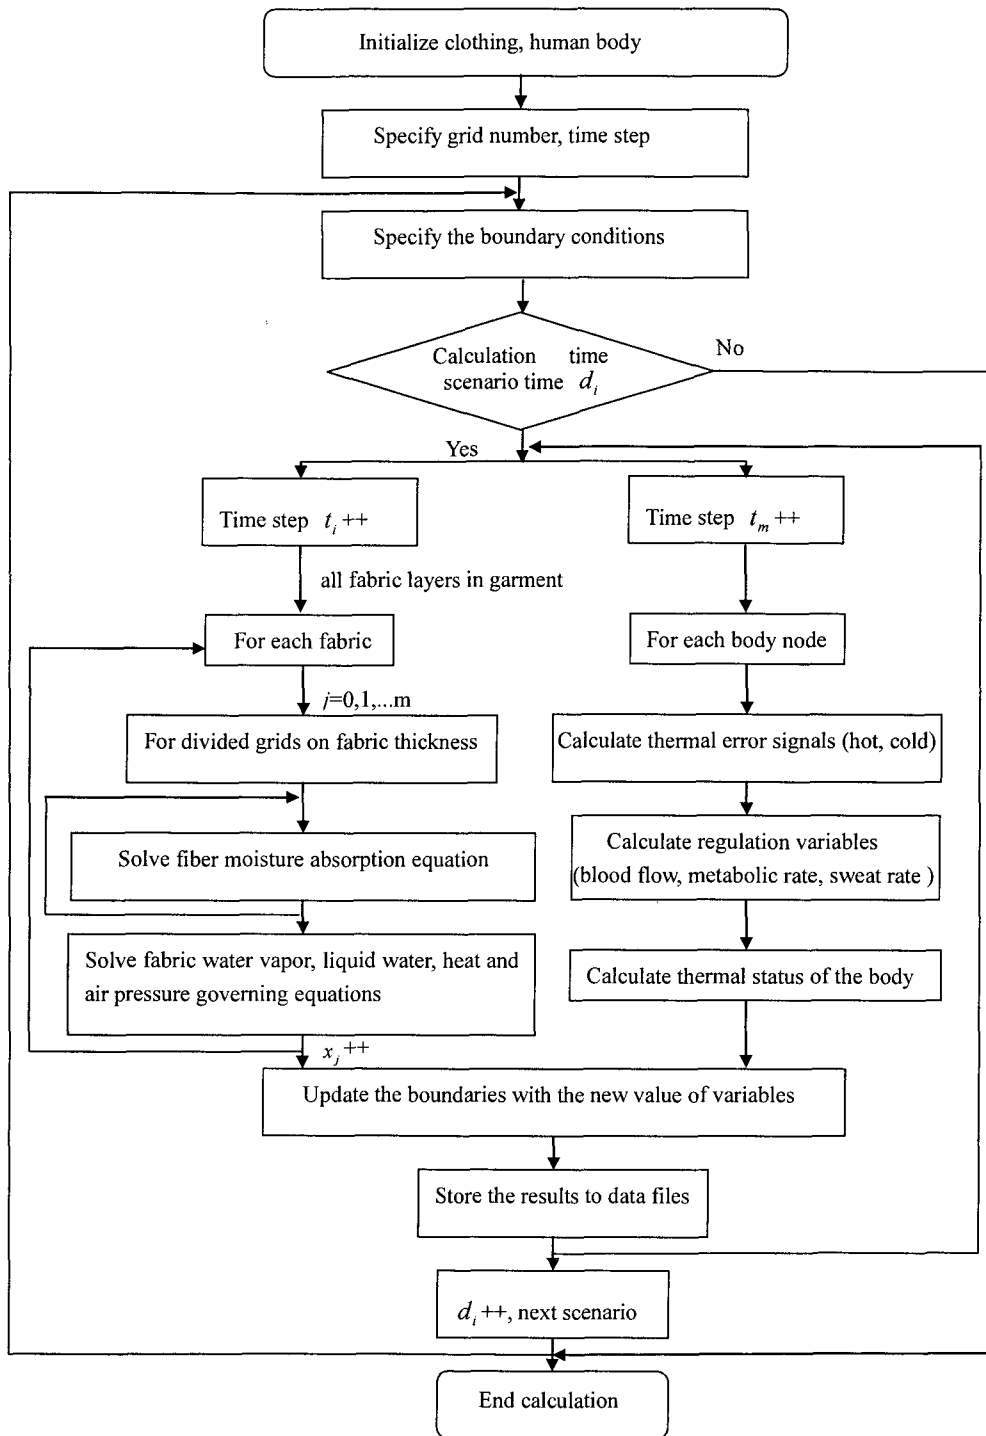 Initialize clothing, human body
Specify grid number, time step
Specify the boundary conditions
Calculation time
scenario time d_i
No
Yes
Time step t_i ++
Time step t_m ++
all fabric layers in garment
For each fabric
For each body node
j=0,1,...m
For divided grids on fabric thickness
Calculate thermal error signals (hot, cold)
Solve fiber moisture absorption equation
Calculate regulation variables
(blood flow, metabolic rate, sweat rate )
Solve fabric water vapor, liquid water, heat and
air pressure governing equations
Calculate thermal status of the body
x_j ++
Update the boundaries with the new value of variables
Store the results to data files
d_i ++, next scenario
End calculation